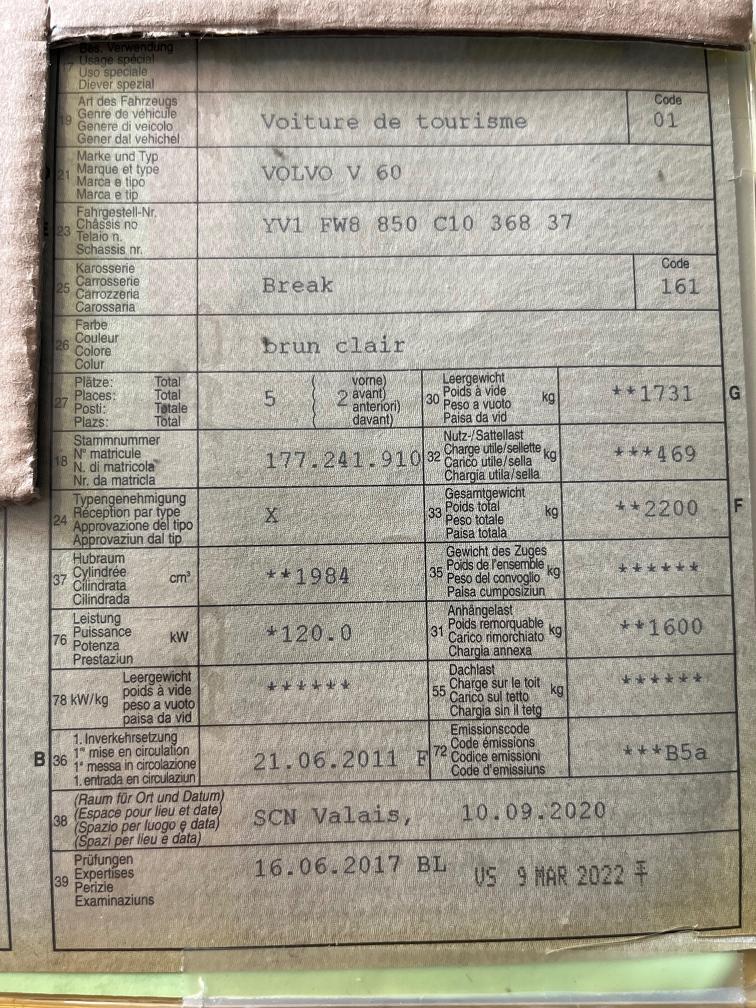 Bes. Verwendung
17 Usage spécial
Uso speciale
Diever spezial
Art des Fahrzeugs
19 Genre de véhicule
Genere di veicolo
Gener dal vehichel
Voiture de tourisme
Code
01
Marke und Typ
21 Marque et type
Marca e tipo
Marca e tip
VOLVO V 60
Fahrgestell-Nr.
E 23 Châssis no
Telaio n.
Schassis nr.
YV1 FW8 850 C10 368 37
Karosserie
25 Carrosserie
Carrozzeria
Carossaria
Break
Code
161
Farbe
26 Couleur
Colore
Colur
brun clair
27 Plätze: Total
Places: Total
Posti: Totale
Plazs: Total
5 ( 2 vorne)
avant)
anteriori)
davant)
30 Leergewicht
Poids à vide kg
Peso a vuoto
Paisa da vid
**1731 G
18 Stammnummer
N° matricule
N. di matricola
Nr. da matricla
177.241.910
32 Nutz-/Sattellast
Charge utile/sellette kg
Carico utile/sella
Chargia utila/sella
***469
24 Typengenehmigung
Réception par type
Approvazione del tipo
Approvaziun dal tip
X
33 Gesamtgewicht
Poids total kg
Peso totale
Paisa totala
**2200 F
37 Hubraum
Cylindrée cm³
Cilindrata
Cilindrada
**1984
35 Gewicht des Zuges
Poids de l'ensemble kg
Peso del convoglio
Paisa cumposiziun
******
76 Leistung
Puissance kW
Potenza
Prestaziun
*120.0
31 Anhängelast
Poids remorquable kg
Carico rimorchiato
Chargia annexa
**1600
78 kW/kg Leergewicht
poids à vide
peso a vuoto
paisa da vid
******
55 Dachlast
Charge sur le toit kg
Carico sul tetto
Chargia sin il tetg
******
B 36 1. Inverkehrsetzung
1re mise en circulation
1a messa in circolazione
1. entrada en circulaziun
21.06.2011 F
72 Emissionscode
Code émissions
Codice emissioni
Code d'emissiuns
***B5a
38 (Raum für Ort und Datum)
(Espace pour lieu et date)
(Spazio per luogo e data)
(Spazi per lieu e data)
SCN Valais, 10.09.2020
39 Prüfungen
Expertises
Perizie
Examinaziuns
16.06.2017 BL VS 9 MAR 2022